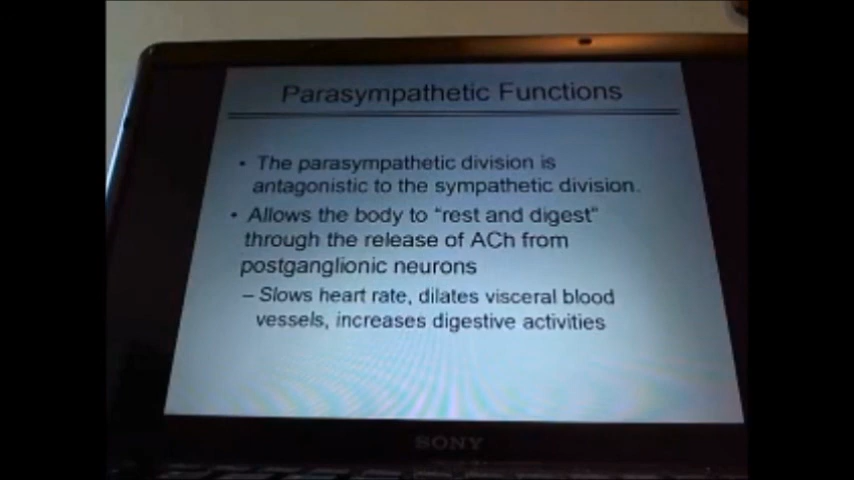 Parasympathetic Functions
• The parasympathetic division is
antagonistic to the sympathetic division.
• Allows the body to “rest and digest”
through the release of ACh from
postganglionic neurons
– Slows heart rate, dilates visceral blood
vessels, increases digestive activities
SONY